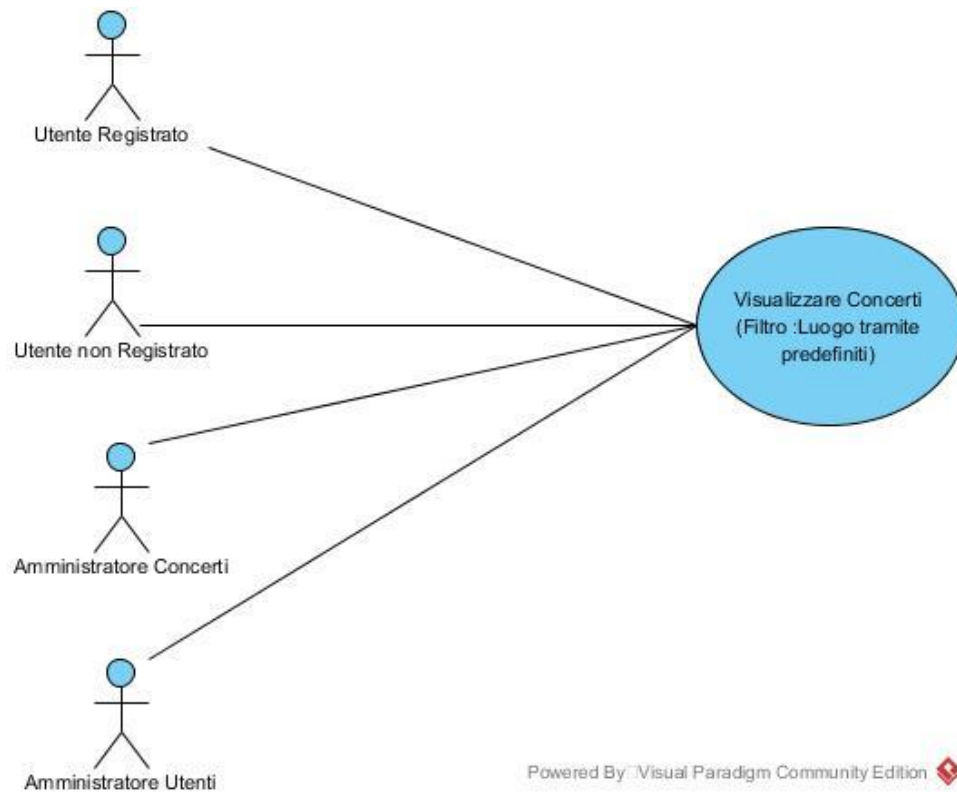 Utente Registrato
Utente non Registrato
Visualizzare Concerti
(Filtro :Luogo tramite
predefiniti)
Amministratore Concerti
Amministratore Utenti
Powered By Visual Paradigm Community Edition